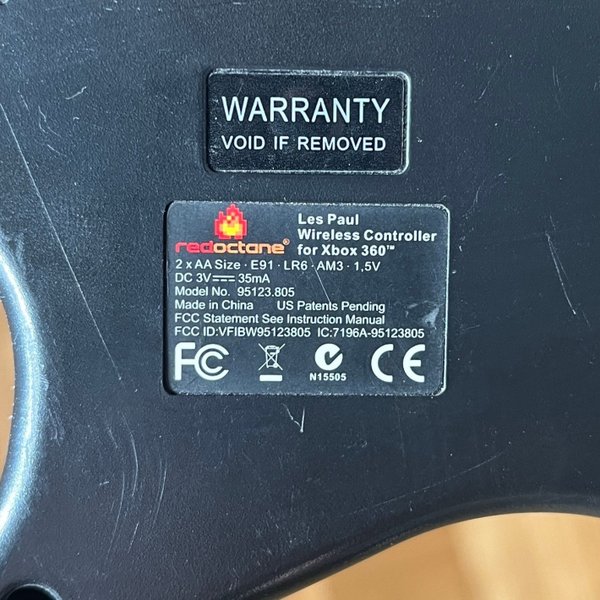 WARRANTY
VOID IF REMOVED
redoctane®
Les Paul
Wireless Controller
for Xbox 360™
2 x AA Size · E91 · LR6 · AM3 · 1,5V
DC 3V⎓ 35mA
Model No. 95123.805
Made in China US Patents Pending
FCC Statement See Instruction Manual
FCC ID:VFIBW95123805 IC:7196A-95123805
FC CE
N15505